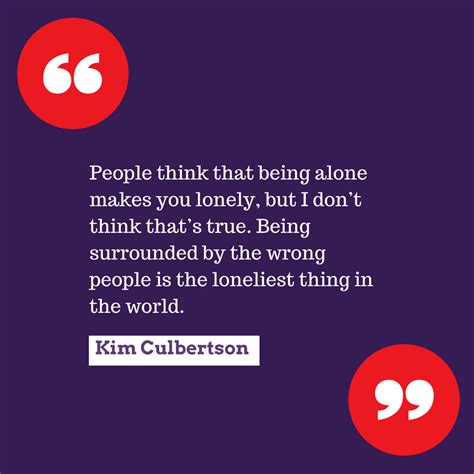 “
People think that being alone
makes you lonely, but I don’t
think that’s true. Being
surrounded by the wrong
people is the loneliest thing in
the world.
Kim Culbertson
”